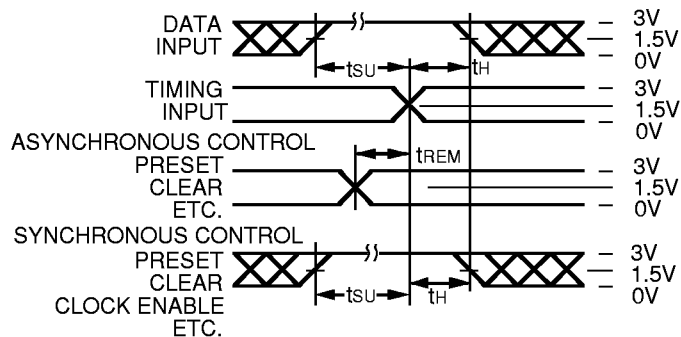 DATA
INPUT
tSU
tH
3V
1.5V
0V
TIMING
INPUT
3V
1.5V
0V
ASYNCHRONOUS CONTROL
PRESET
CLEAR
ETC.
tREM
3V
1.5V
0V
SYNCHRONOUS CONTROL
PRESET
CLEAR
CLOCK ENABLE
ETC.
tSU
tH
3V
1.5V
0V